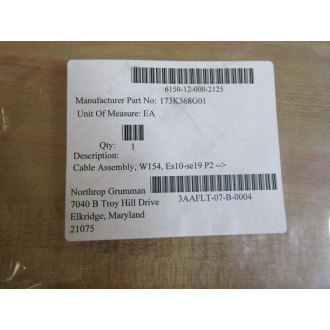 6150-12-000-2125
Manufacturer Part No: 173K368G01
Unit Of Measure: EA
Qty: 1
Description:
Cable Assembly, W154, Es10-se19 P2 -->
Northrop Grumman
7040 B Troy Hill Drive
Elkridge, Maryland
21075
3AAFLT-07-B-0004